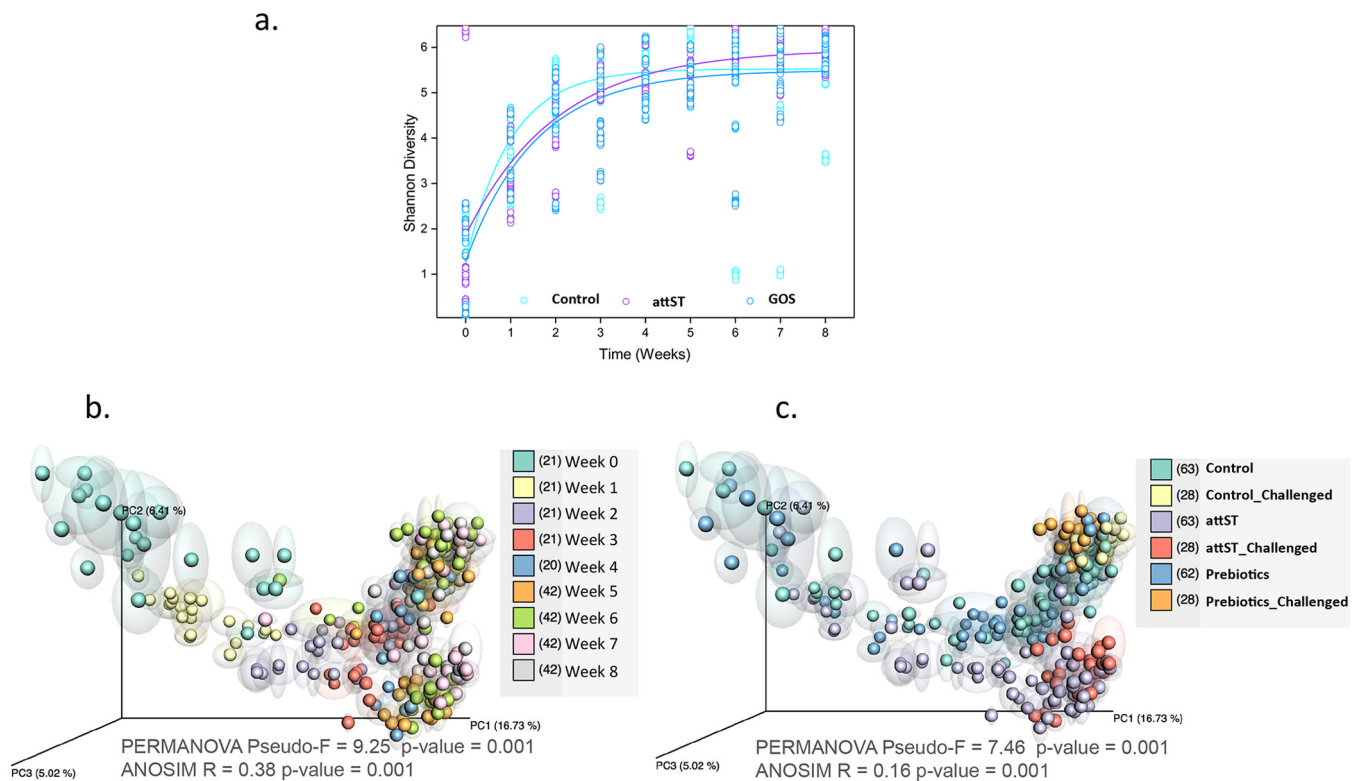 a.
Shannon Diversity
6
5
4
3
2
1
Control attST GOS
0 1 2 3 4 5 6 7 8
Time (Weeks)
b.
PC2 (6.41 %)
PC1 (16.73 %)
PC3 (5.02 %)
(21) Week 0
(21) Week 1
(21) Week 2
(21) Week 3
(20) Week 4
(42) Week 5
(42) Week 6
(42) Week 7
(42) Week 8
PERMANOVA Pseudo-F = 9.25 p-value = 0.001
ANOSIM R = 0.38 p-value = 0.001
c.
PC2 (6.41 %)
PC1 (16.73 %)
PC3 (5.02 %)
(63) Control
(28) Control_Challenged
(63) attST
(28) attST_Challenged
(62) Prebiotics
(28) Prebiotics_Challenged
PERMANOVA Pseudo-F = 7.46 p-value = 0.001
ANOSIM R = 0.16 p-value = 0.001